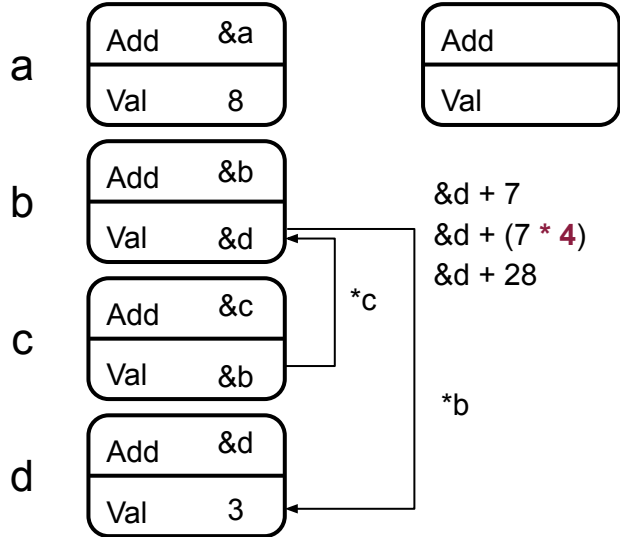 a
Add &a
Val 8
Add
Val
b
Add &b
Val &d
&d + 7
&d + (7 * 4)
&d + 28
c
Add &c
Val &b
*c
*b
d
Add &d
Val 3